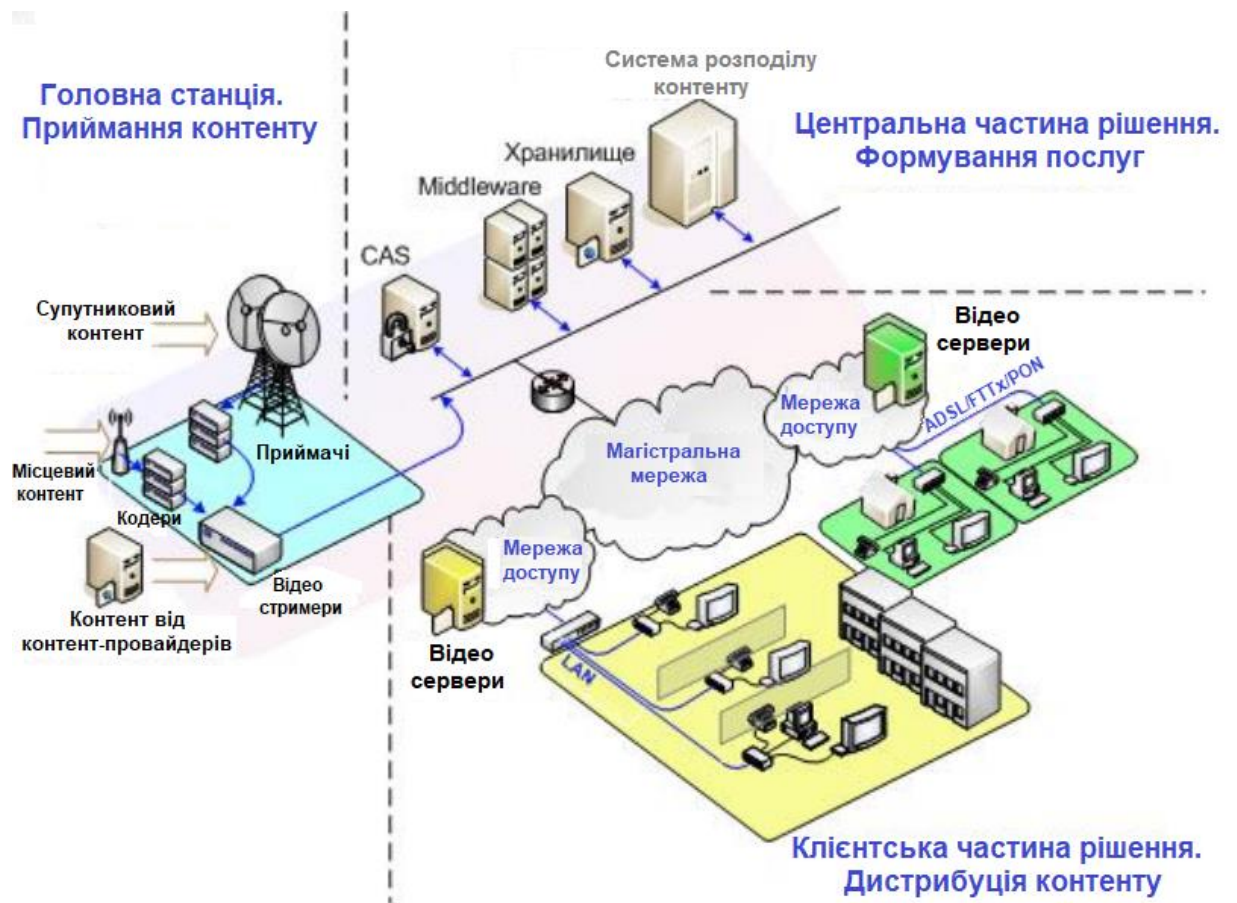 Головна станція.
Приймання контенту
Система розподілу
контенту
Центральна частина рішення.
Формування послуг
Хранилище
Middleware
CAS
Супутниковий
контент
Відео
сервери
ADSL/FTTx/PON
Мережа
доступу
Магістральна
мережа
Приймачі
Місцевий
контент
Кодери
Мережа
доступу
Відео
стримери
Контент від
контент-провайдерів
Відео
сервери
LAN
Клієнтська частина рішення.
Дистрибуція контенту